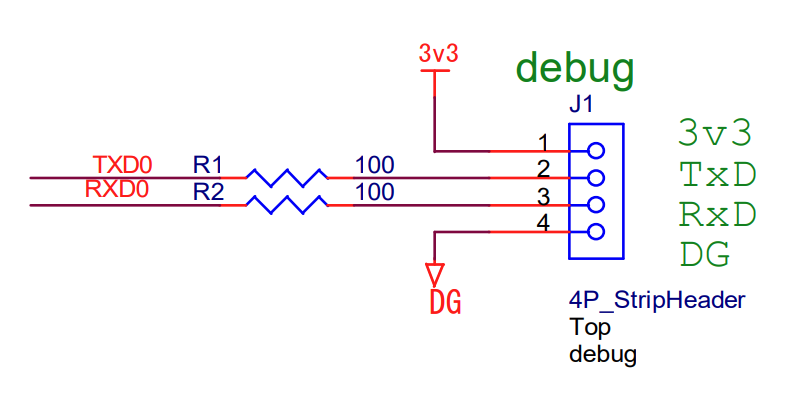 3v3
debug
J1
1
3v3
TXD0
R1
100
2
TxD
RXD0
R2
100
3
RxD
4
DG
DG
4P_StripHeader
Top
debug